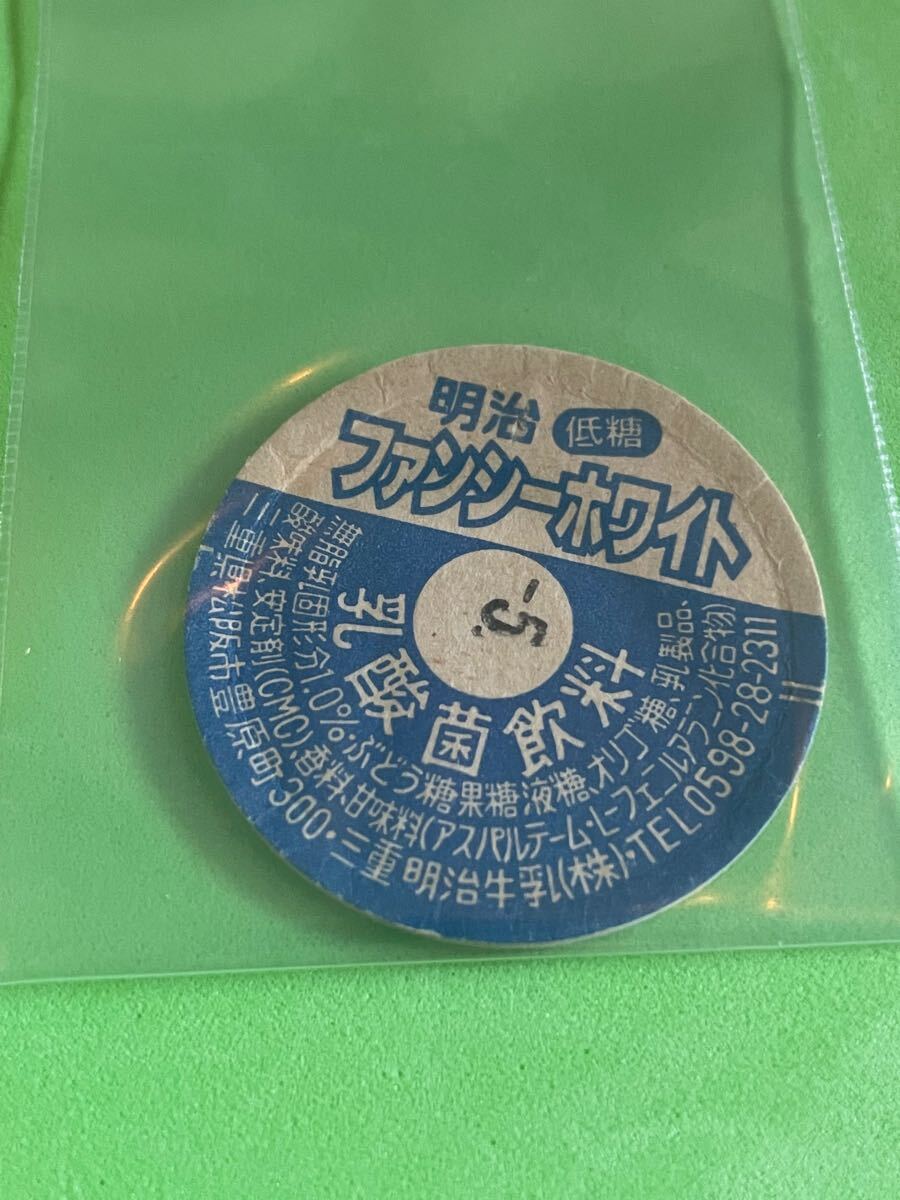 明治 低糖
ファンシーホワイト
-5.
乳酸菌飲料
無脂乳固形分1.0%・ぶどう糖果糖液糖、オリゴ糖、乳製品、
酸味料、安定剤(CMC)、香料、甘味料(アスパルテーム・L-フェニールアラニン化合物)
三重県松阪市豊原町300・三重明治牛乳(株)・TEL0598-28-2311